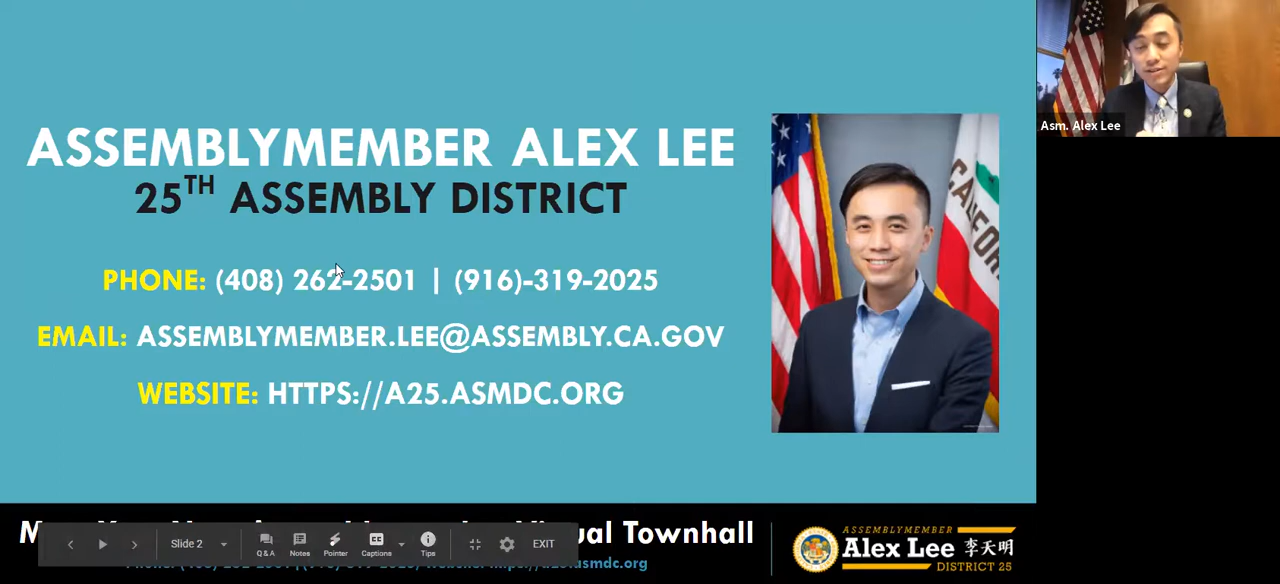 ASSEMBLYMEMBER ALEX LEE
25TH ASSEMBLY DISTRICT
PHONE: (408) 262-2501 | (916)-319-2025
EMAIL: ASSEMBLYMEMBER.LEE@ASSEMBLY.CA.GOV
WEBSITE: HTTPS://A25.ASMDC.ORG
CALIFOR
Asm. Alex Lee
Townhall
Slide 2
Q & A
Notes
Pointer
Captions
Tips
EXIT
ASSEMBLYMEMBER
Alex Lee 李天明
DISTRICT 25